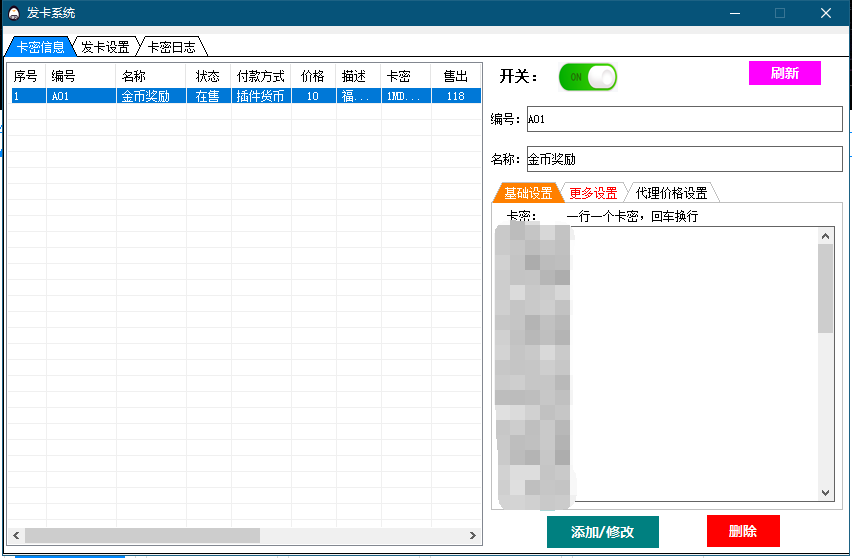 发卡系统
卡密信息 发卡设置 卡密日志
序号 编号 名称 状态 付款方式 价格 描述 卡密 售出
1 A01 金币奖励 在售 插件货币 10 福... 1MD... 118
开关： ON 刷新
编号： A01
名称： 金币奖励
基础设置 更多设置 代理价格设置
卡密： 一行一个卡密，回车换行
添加/修改 删除